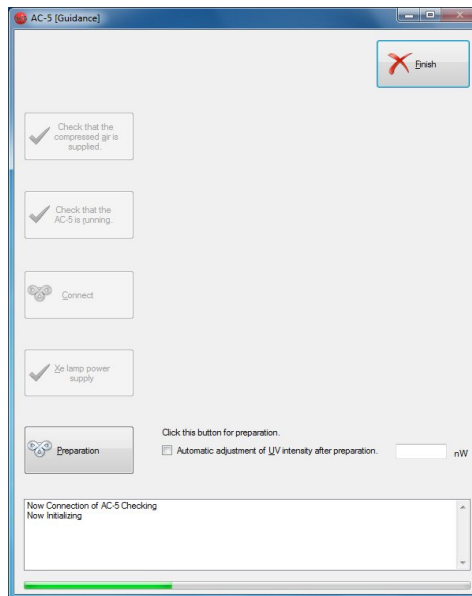 AC-5 [Guidance]
Finish
Check that the
compressed air is
supplied.
Check that the
AC-5 is running.
Connect
Xe lamp power
supply
Click this button for preparation.
Preparation
Automatic adjustment of UV intensity after preparation.
nW
Now Connection of AC-5 Checking
Now Initializing